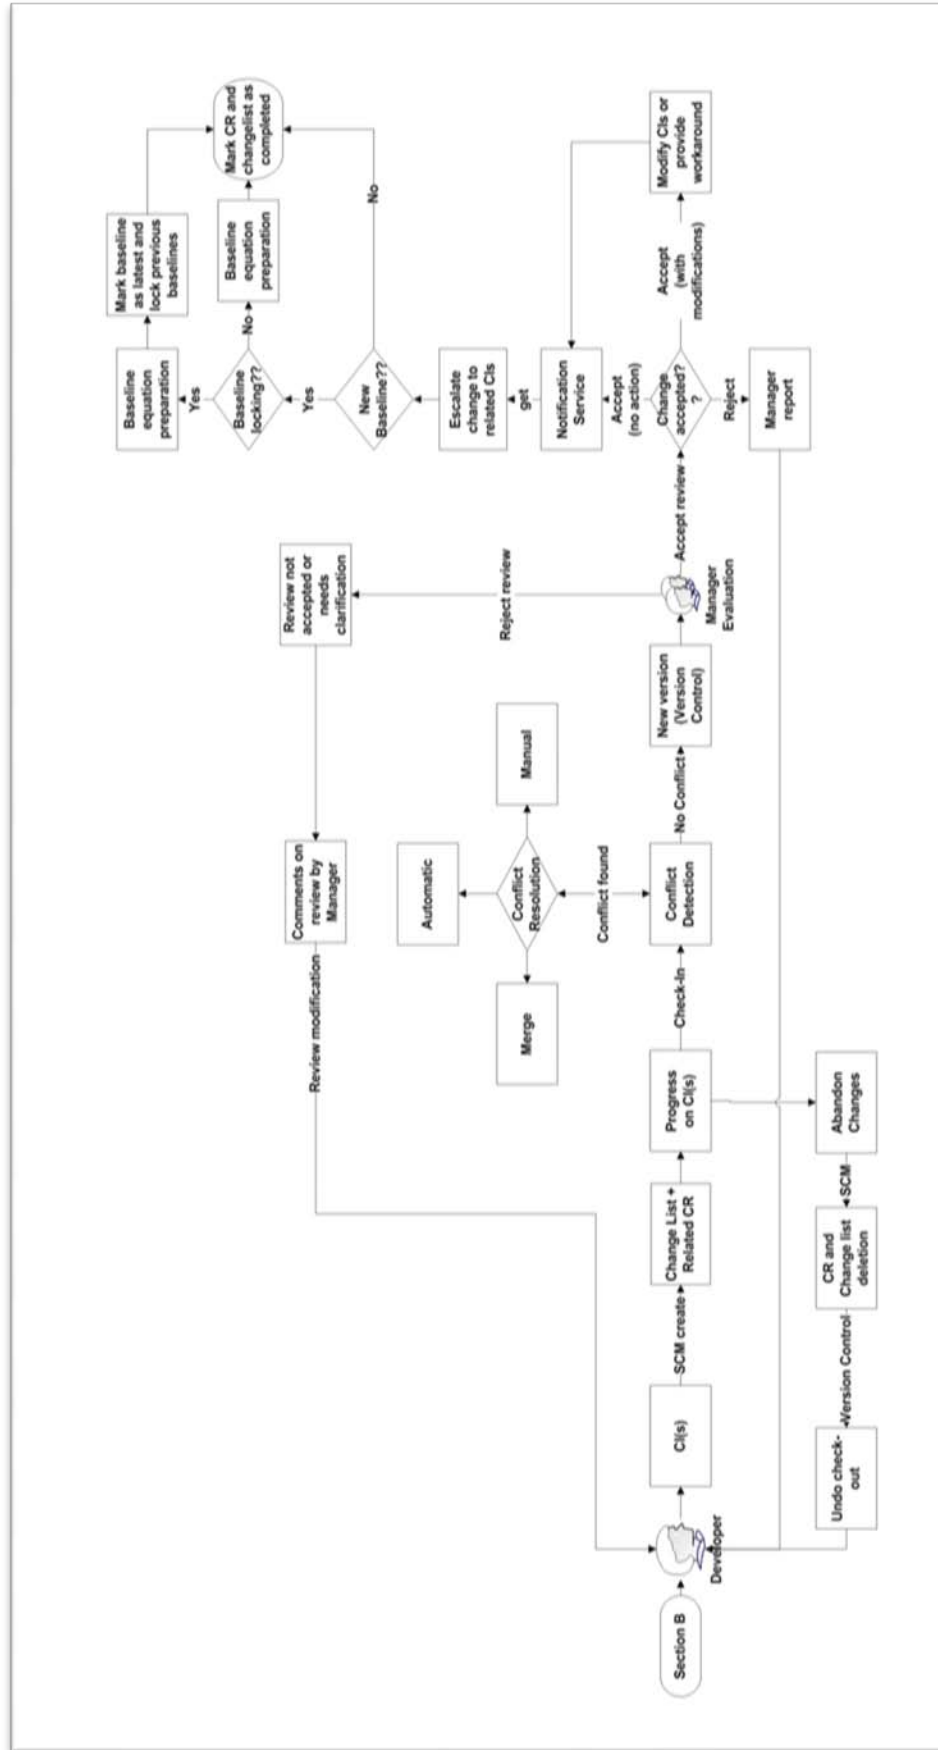 Section B
Developer
CI(s)
SCM create
Change List +
Related CR
Progress
on CI(s)
Check-In
Conflict
Detection
No Conflict
New version
(Version
Control)
Manager
Evaluation
Accept review
Change
accepted?
?
Accept
(with
modifications)
Modify CIs or
provide
workaround
Accept
(no action)
Notification
Service
get
Escalate
change to
related CIs
New
Baseline??
No
Yes
Baseline
locking??
No
Baseline
equation
preparation
Mark CR and
changelist as
completed
Yes
Baseline
equation
preparation
Mark baseline
as latest and
lock previous
baselines
Reject
Manager
report
Reject review
Review not
accepted or
needs
clarification
Comments on
review by
Manager
Review modification
Conflict found
Conflict
Resolution
Merge
Automatic
Manual
Abandon
Changes
SCM
CR and
Change list
deletion
Version Control
Undo check-
out